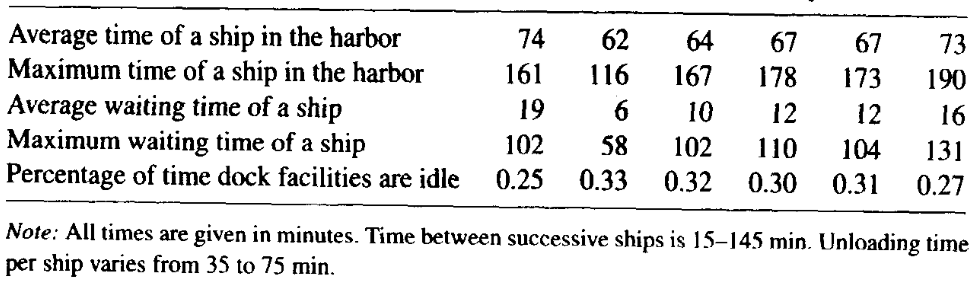 Average time of a ship in the harbor 74 62 64 67 67 73
Maximum time of a ship in the harbor 161 116 167 178 173 190
Average waiting time of a ship 19 6 10 12 12 16
Maximum waiting time of a ship 102 58 102 110 104 131
Percentage of time dock facilities are idle 0.25 0.33 0.32 0.30 0.31 0.27
Note: All times are given in minutes. Time between successive ships is 15–145 min. Unloading time
per ship varies from 35 to 75 min.